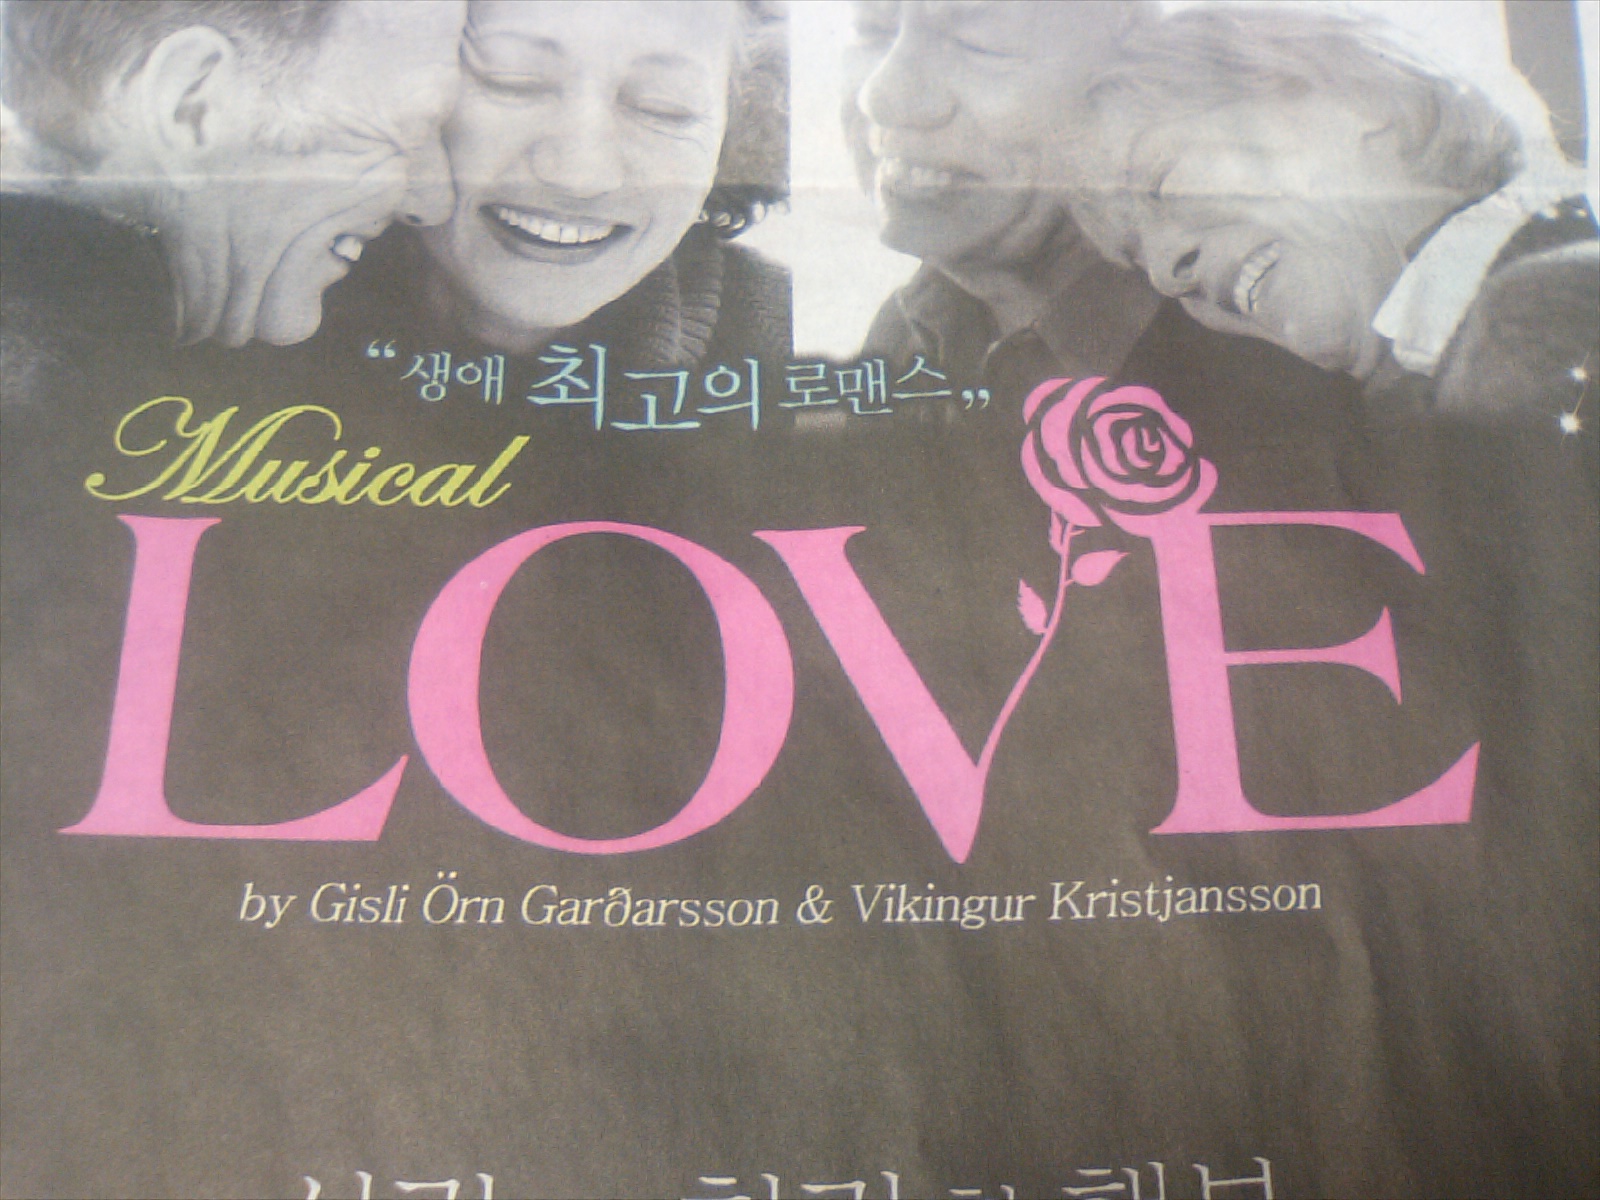 “생애 최고의 로맨스„
Musical
LOVE
by Gisli Örn Garðarsson & Vikingur Kristjansson